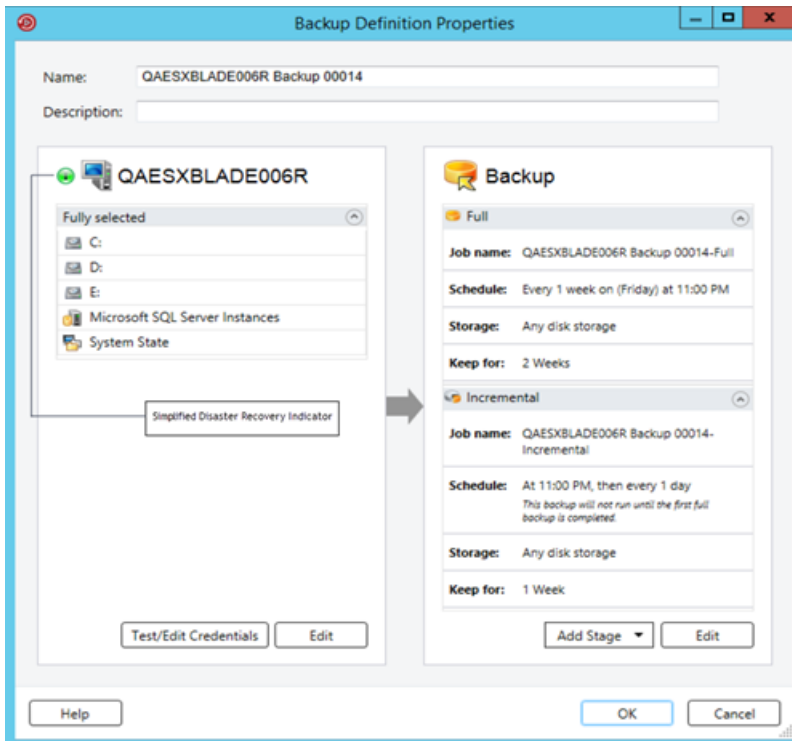 Backup Definition Properties
Name:
QAESXBLADE006R Backup 00014
Description:
QAESXBLADE006R
Fully selected
C:
D:
E:
Microsoft SQL Server Instances
System State
Simplified Disaster Recovery Indicator
Test/Edit Credentials
Edit
Backup
Full
Job name: QAESXBLADE006R Backup 00014-Full
Schedule: Every 1 week on (Friday) at 11:00 PM
Storage: Any disk storage
Keep for: 2 Weeks
Incremental
Job name: QAESXBLADE006R Backup 00014-
Incremental
Schedule: At 11:00 PM, then every 1 day
This backup will not run until the first full
backup is completed.
Storage: Any disk storage
Keep for: 1 Week
Add Stage
Edit
Help
OK
Cancel